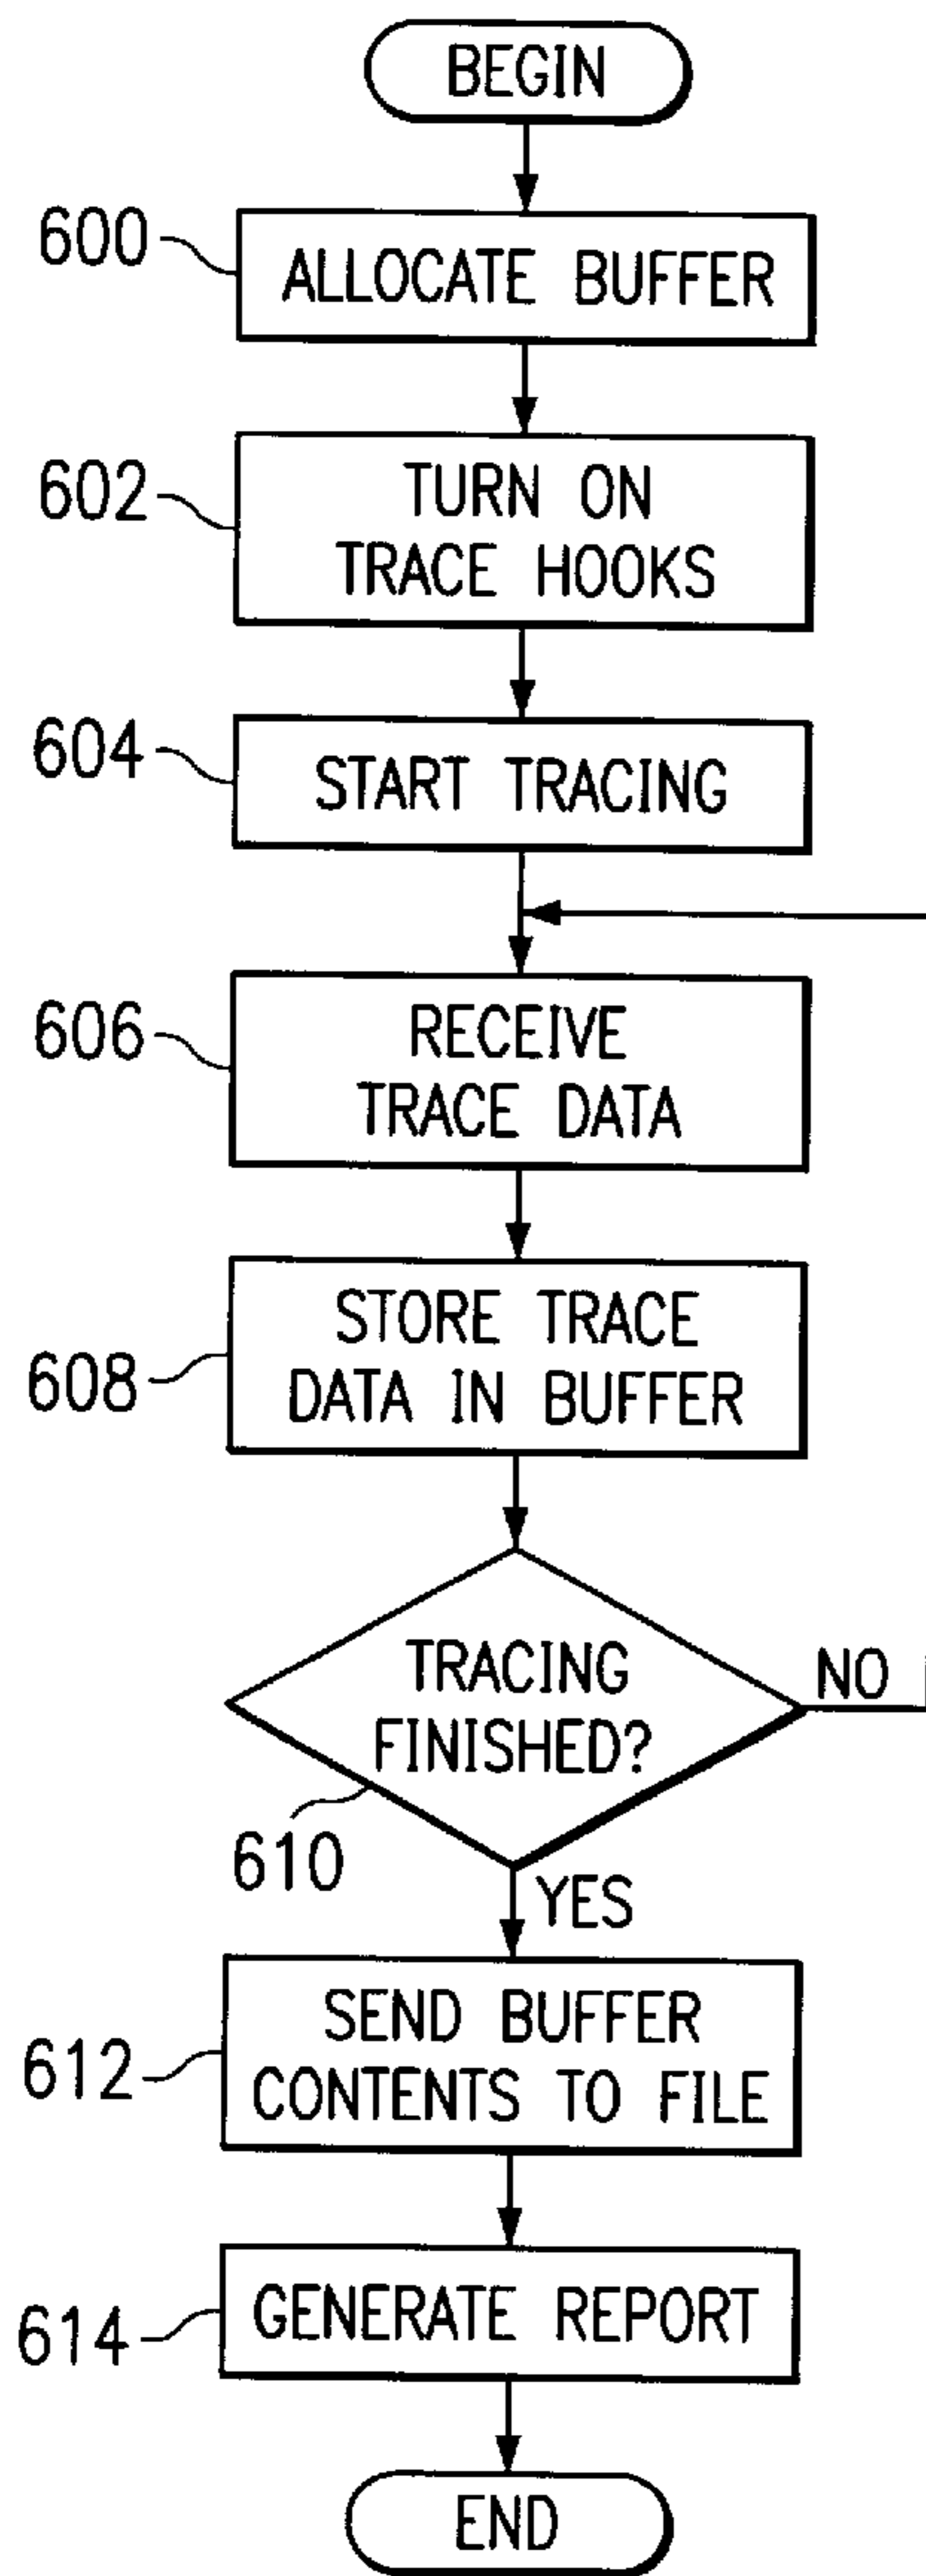 BEGIN
600
ALLOCATE BUFFER
602
TURN ON
TRACE HOOKS
604
START TRACING
606
RECEIVE
TRACE DATA
608
STORE TRACE
DATA IN BUFFER
TRACING
FINISHED?
NO
610
YES
612
SEND BUFFER
CONTENTS TO FILE
614
GENERATE REPORT
END